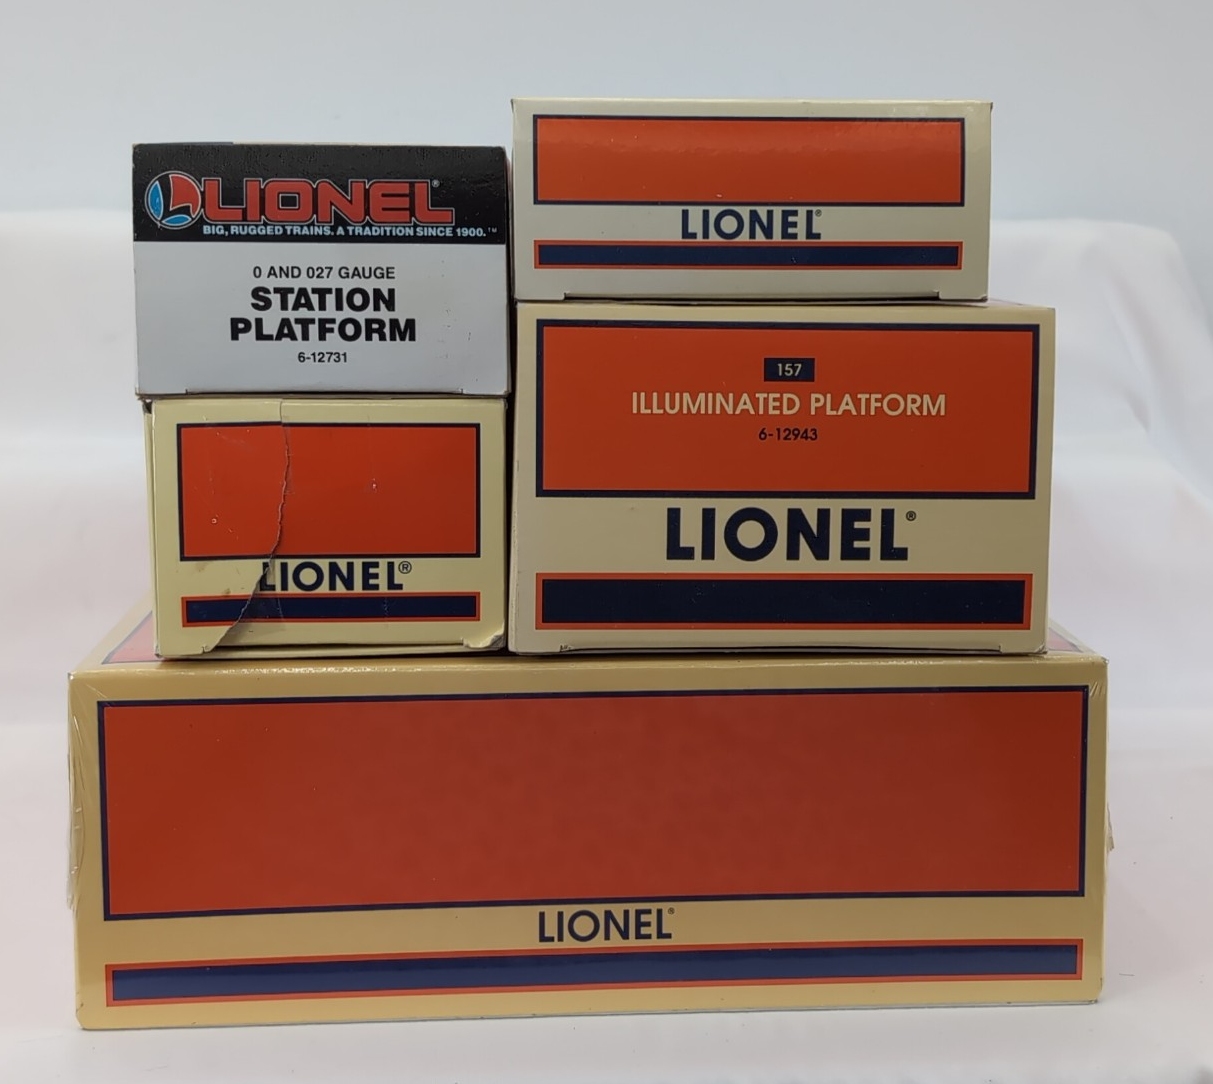 LIONEL®
BIG, RUGGED TRAINS. A TRADITION SINCE 1900.™
0 AND 027 GAUGE
STATION
PLATFORM
6-12731
LIONEL®
157
ILLUMINATED PLATFORM
6-12943
LIONEL®
LIONEL®
LIONEL®